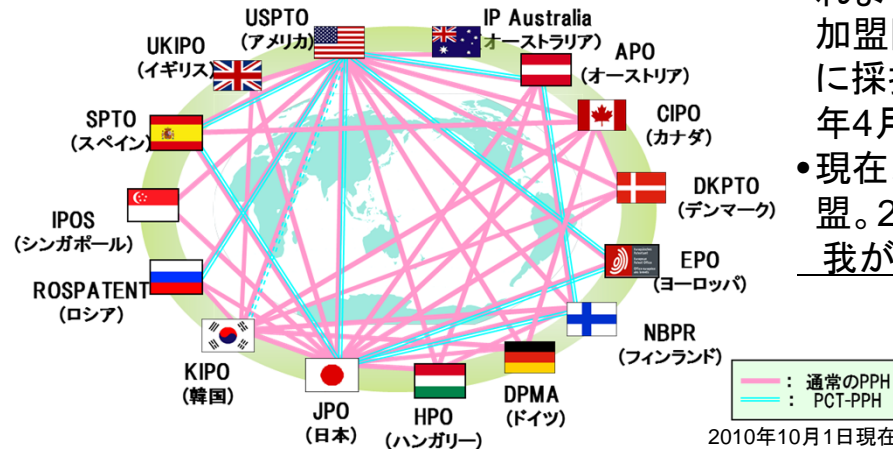 USPTO
(アメリカ)
IP Australia
オーストラリア)
UKIPO
(イギリス)
APO
(オーストリア)
SPTO
(スペイン)
CIPO
(カナダ)
IPOS
(シンガポール)
DKPTO
(デンマーク)
ROSPATENT
(ロシア)
EPO
(ヨーロッパ)
KIPO
(韓国)
NBPR
(フィンランド)
JPO
(日本)
HPO
(ハンガリー)
DPMA
(ドイツ)
加盟
に採
年4月
•現在
盟。2
我が
: 通常のPPH
: PCT-PPH
2010年10月1日現在